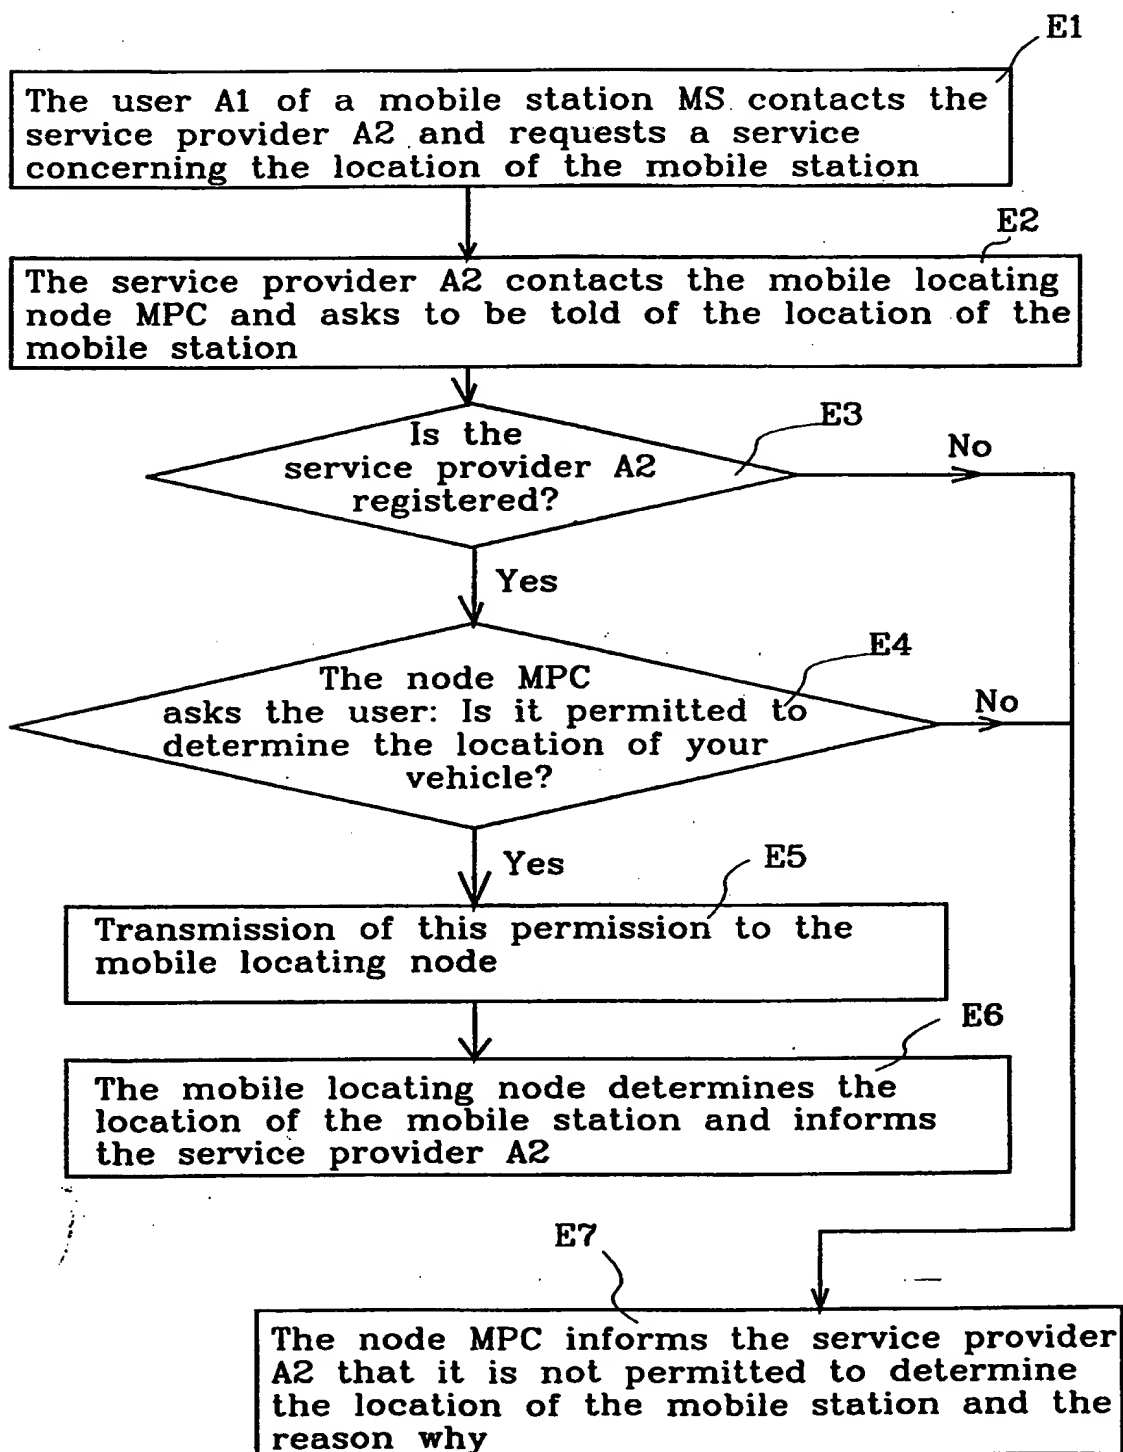 E1
The user A1 of a mobile station MS contacts the
service provider A2 and requests a service
concerning the location of the mobile station
E2
The service provider A2 contacts the mobile locating
node MPC and asks to be told of the location of the
mobile station
E3
Is the
service provider A2
registered?
No
Yes
E4
The node MPC
asks the user: Is it permitted to
determine the location of your
vehicle?
No
Yes
E5
Transmission of this permission to the
mobile locating node
E6
The mobile locating node determines the
location of the mobile station and informs
the service provider A2
E7
The node MPC informs the service provider
A2 that it is not permitted to determine
the location of the mobile station and the
reason why